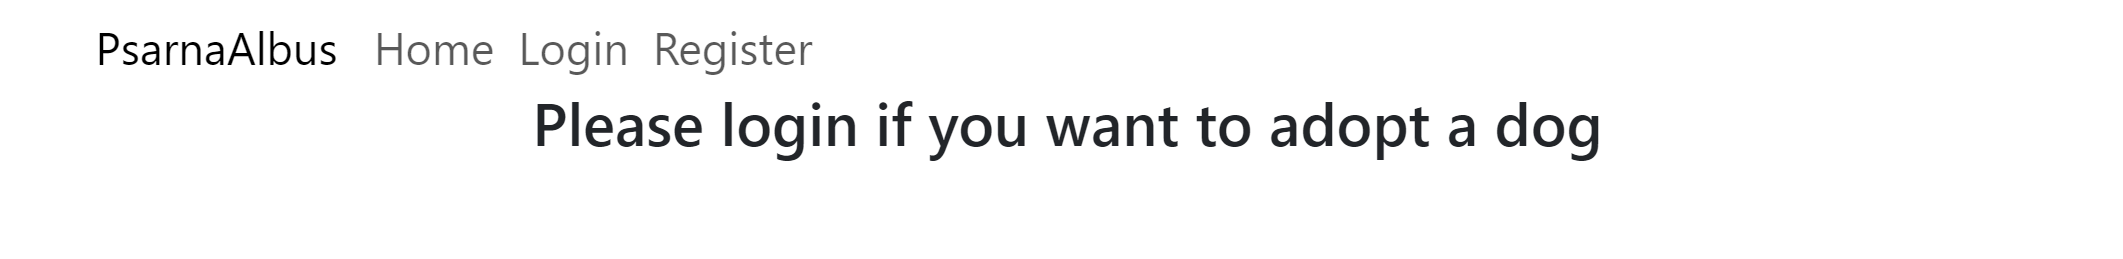 PsarnaAlbus Home Login Register
Please login if you want to adopt a dog